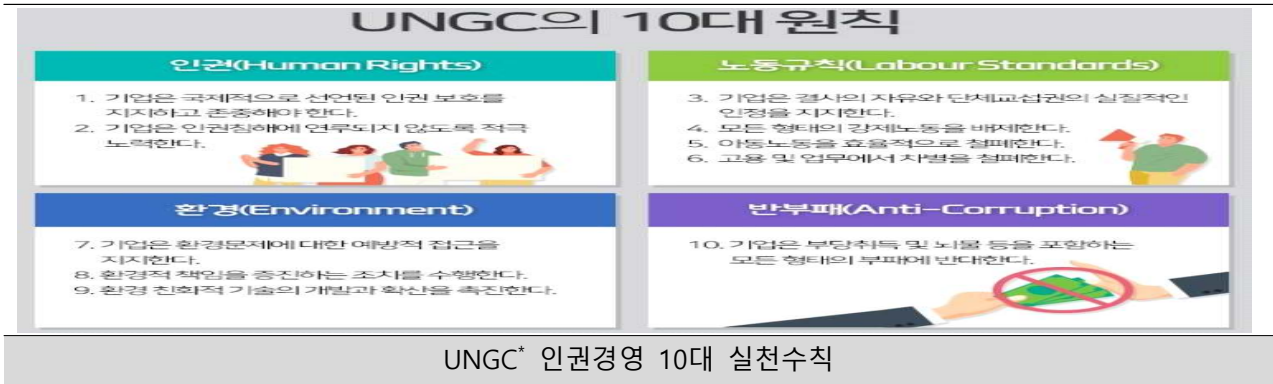 UNGC의 10대 원칙
인권(Human Rights)
1. 기업은 국제적으로 선언된 인권 보호를
지지하고 존중해야 한다.
2. 기업은 인권침해에 연루되지 않도록 적극
노력한다.
노동규칙(Labour Standards)
3. 기업은 결사의 자유와 단체교섭권의 실질적인
인정을 지지한다.
4. 모든 형태의 강제노동을 배제한다.
5. 아동노동을 효율적으로 철폐한다.
6. 고용 및 업무에서 차별을 철폐한다.
환경(Environment)
7. 기업은 환경문제에 대한 예방적 접근을
지지한다.
8. 환경적 책임을 증진하는 조치를 수행한다.
9. 환경 친화적 기술의 개발과 확산을 촉진한다.
반부패(Anti-Corruption)
10. 기업은 부당취득 및 뇌물 등을 포함하는
모든 형태의 부패에 반대한다.
UNGC* 인권경영 10대 실천수칙